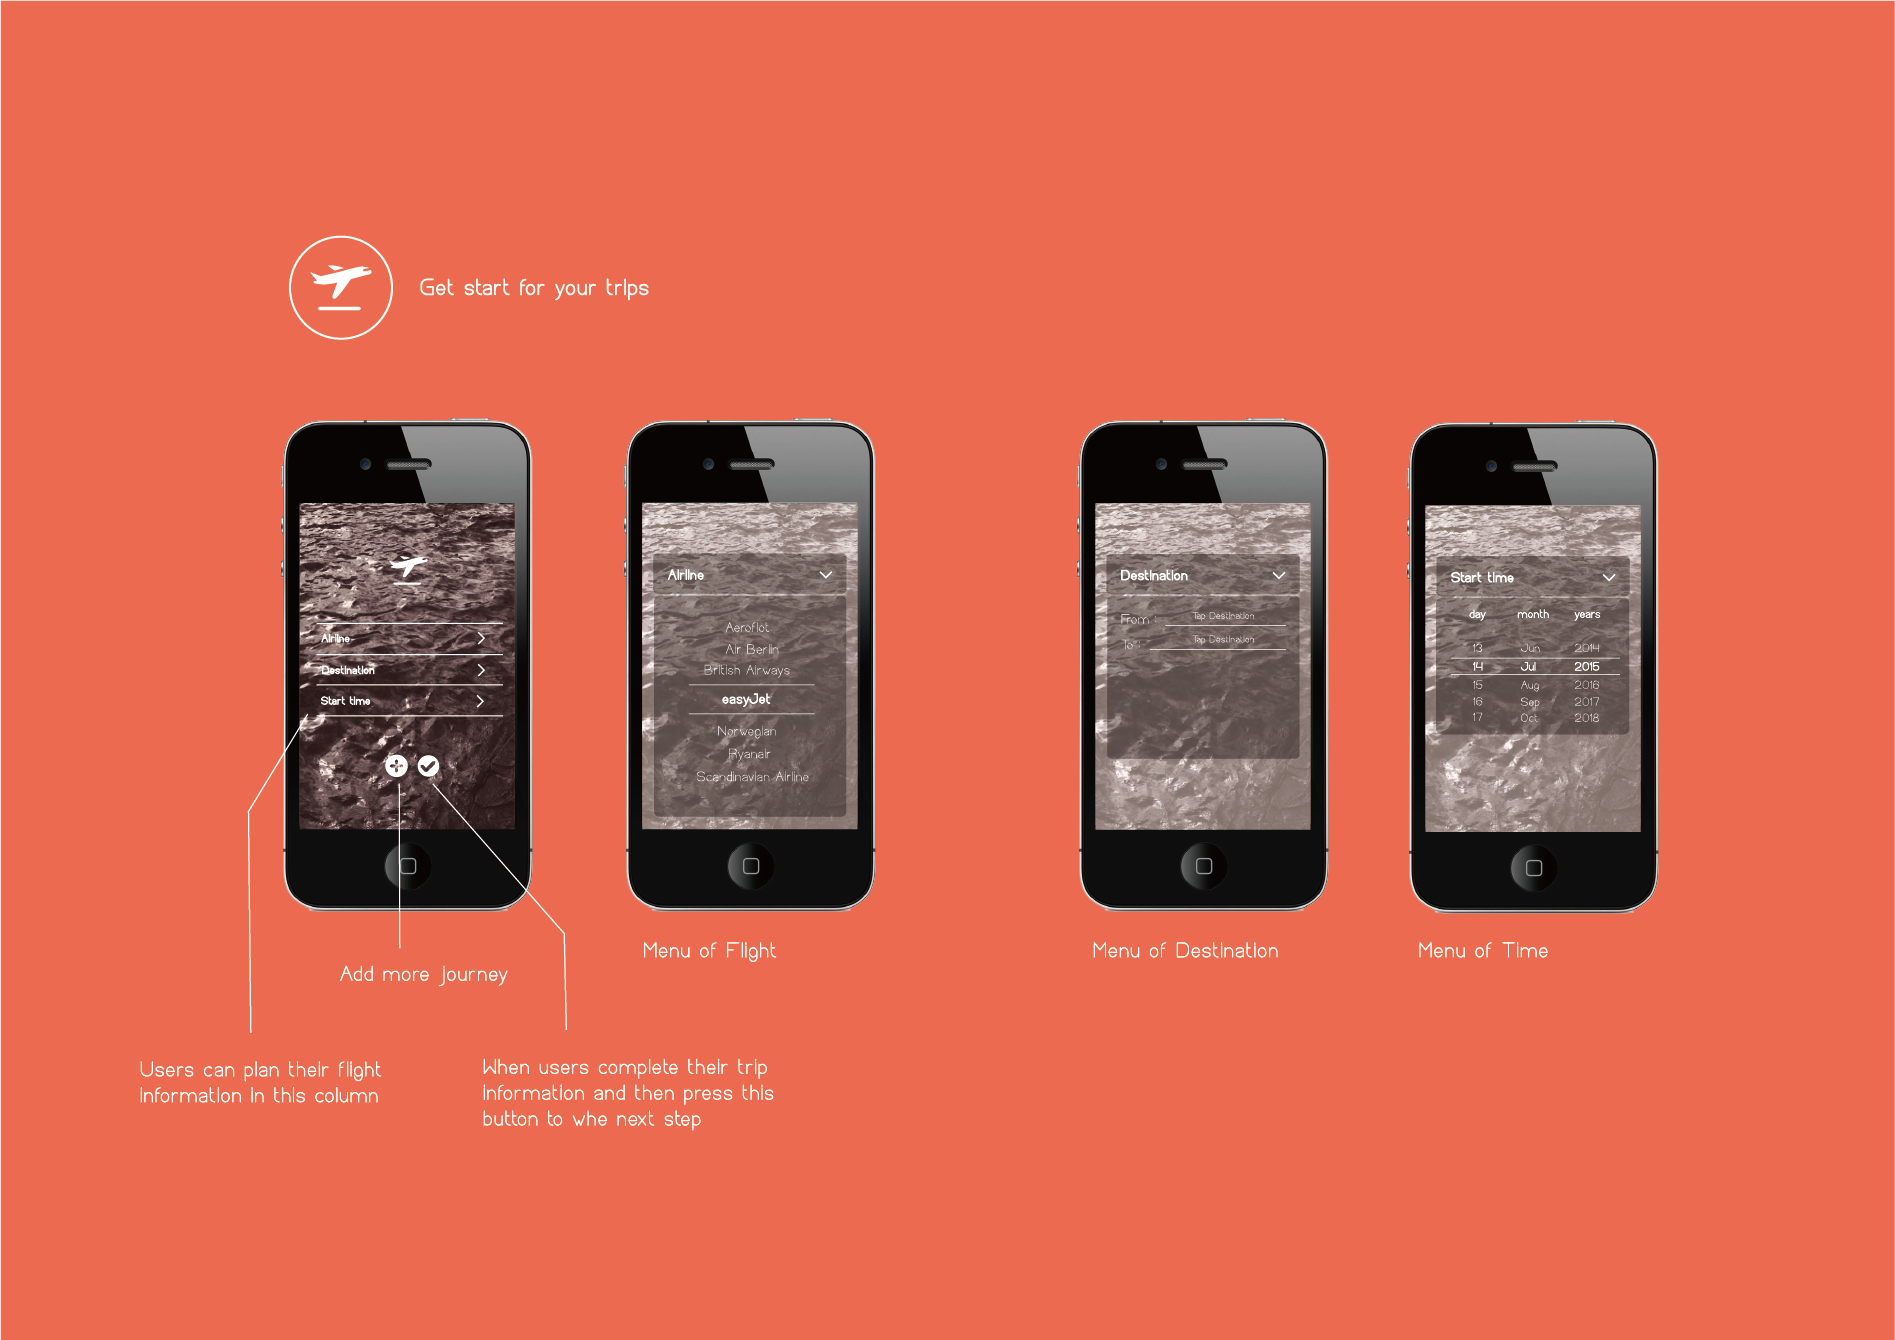 Get start for your trips
Airline
Destination
Start time
Airline
Aeroflot
Air Berlin
British Airways
easyJet
Norwegian
Ryanair
Scandinavian Airline
Destination
From : Tap Destination
To : Tap Destination
Start time
day month years
13 Jun 2014
14 Jul 2015
15 Aug 2016
16 Sep 2017
17 Oct 2018
Menu of Flight
Menu of Destination
Menu of Time
Add more journey
Users can plan their flight
information in this column
When users complete their trip
information and then press this
button to whe next step